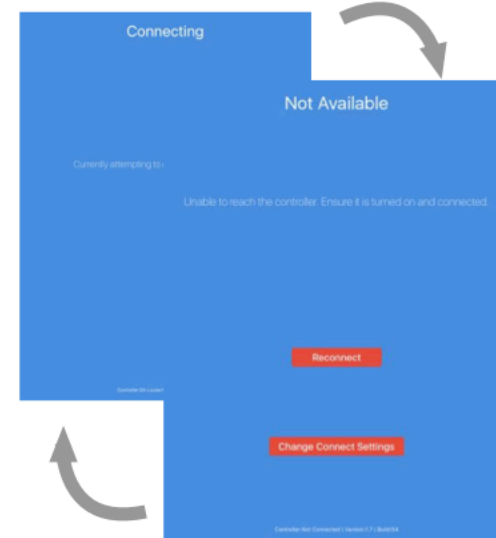 Connecting
Currently attempting to
Not Available
Unable to reach the controller. Ensure it is turned on and connected.
Reconnect
Change Connect Settings
Controller Not Connected | Version 1.7 | Build 54